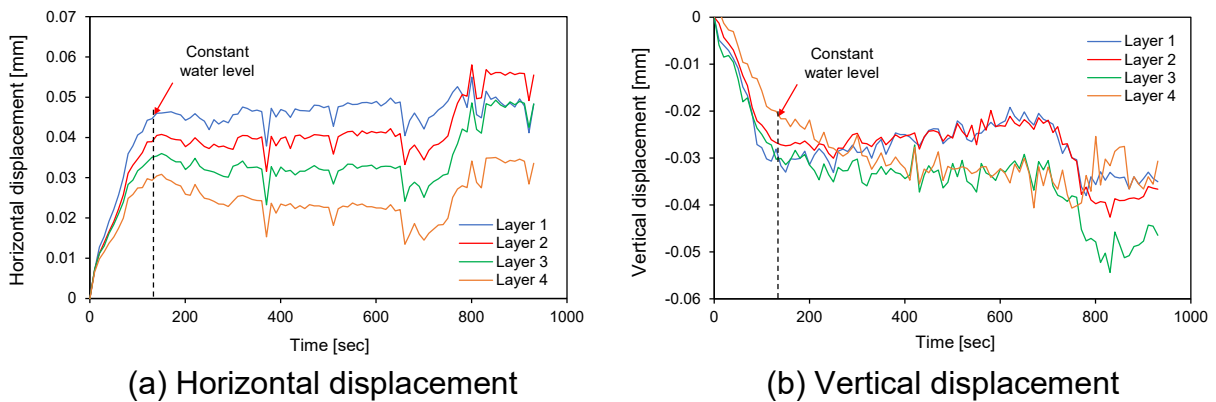 0.07
0.06
0.05
0.04
0.03
0.02
0.01
0
Horizontal displacement [mm]
Constant
water level
Layer 1
Layer 2
Layer 3
Layer 4
0 200 400 600 800 1000
Time [sec]
(a) Horizontal displacement
0
-0.01
-0.02
-0.03
-0.04
-0.05
-0.06
Vertical displacement [mm]
Constant
water level
Layer 1
Layer 2
Layer 3
Layer 4
0 200 400 600 800 1000
Time [sec]
(b) Vertical displacement